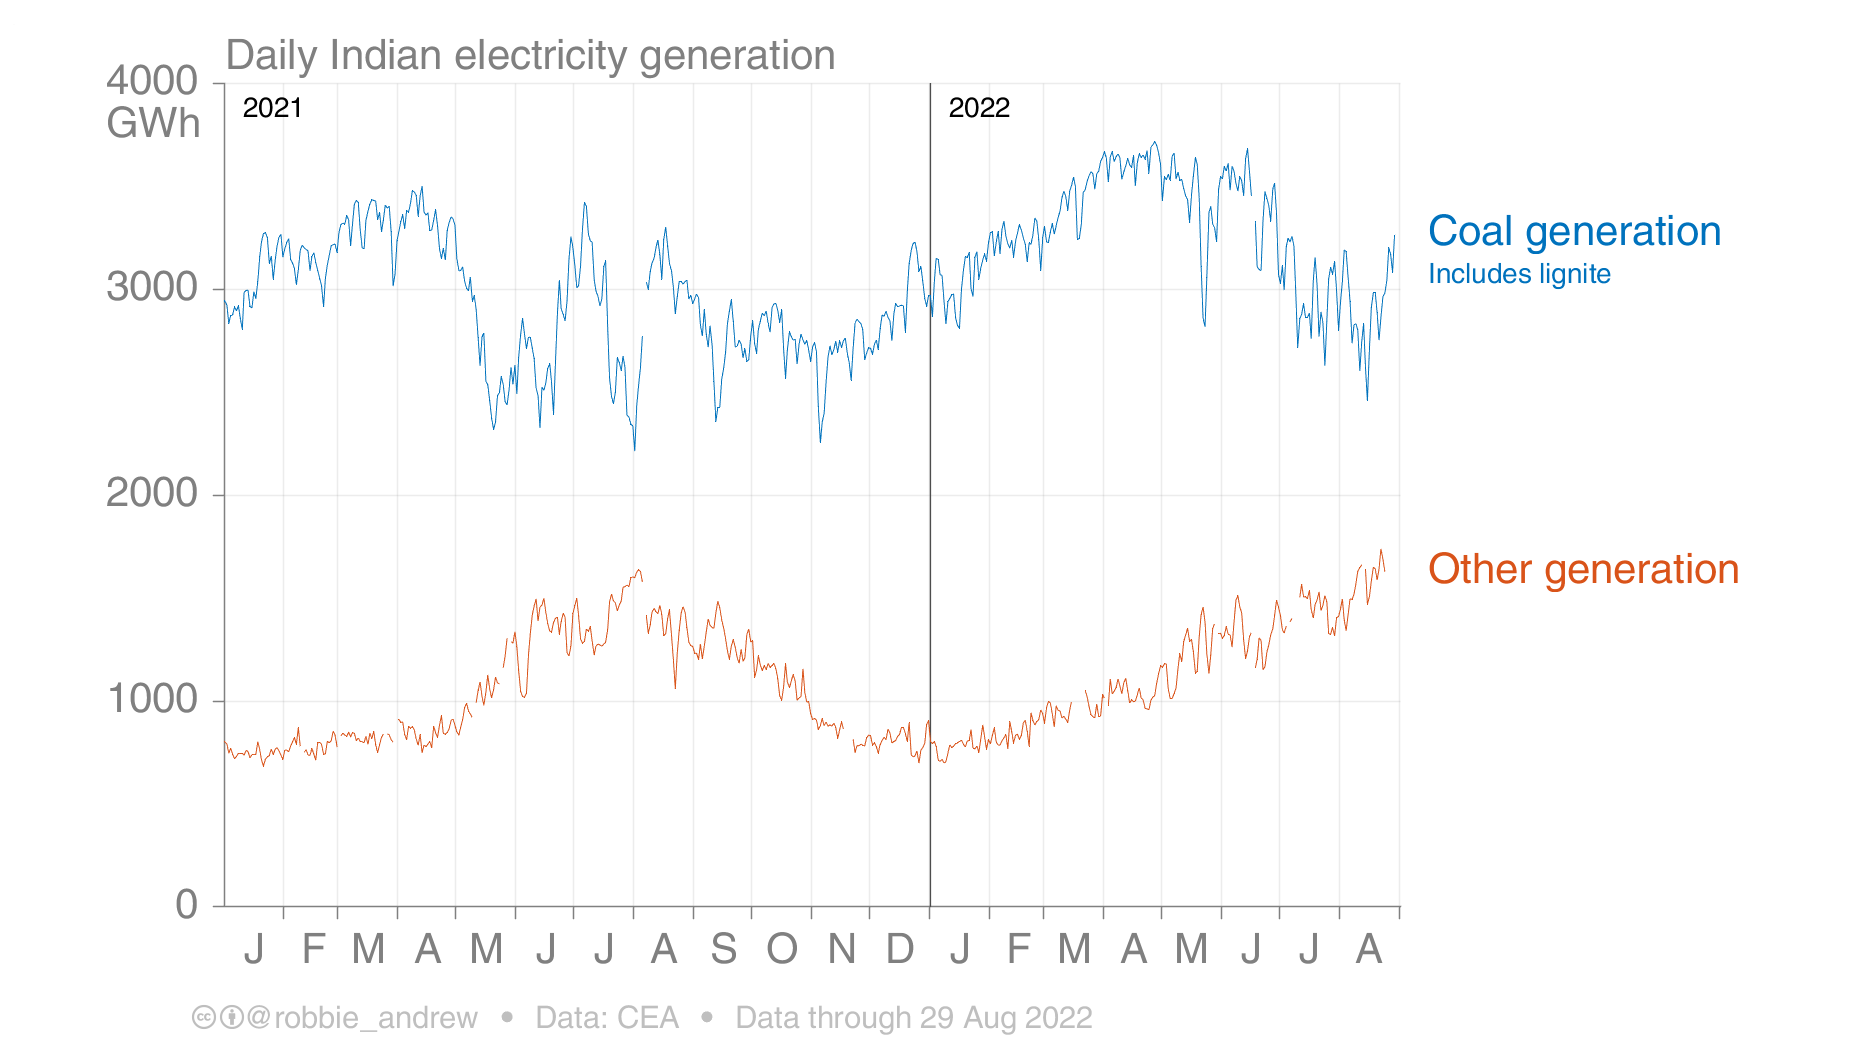 Daily Indian electricity generation
4000
GWh
2021
2022
Coal generation
Includes lignite
3000
2000
Other generation
1000
0
J F M A M J J A S O N D J F M A M J J A
@robbie_andrew • Data: CEA • Data through 29 Aug 2022